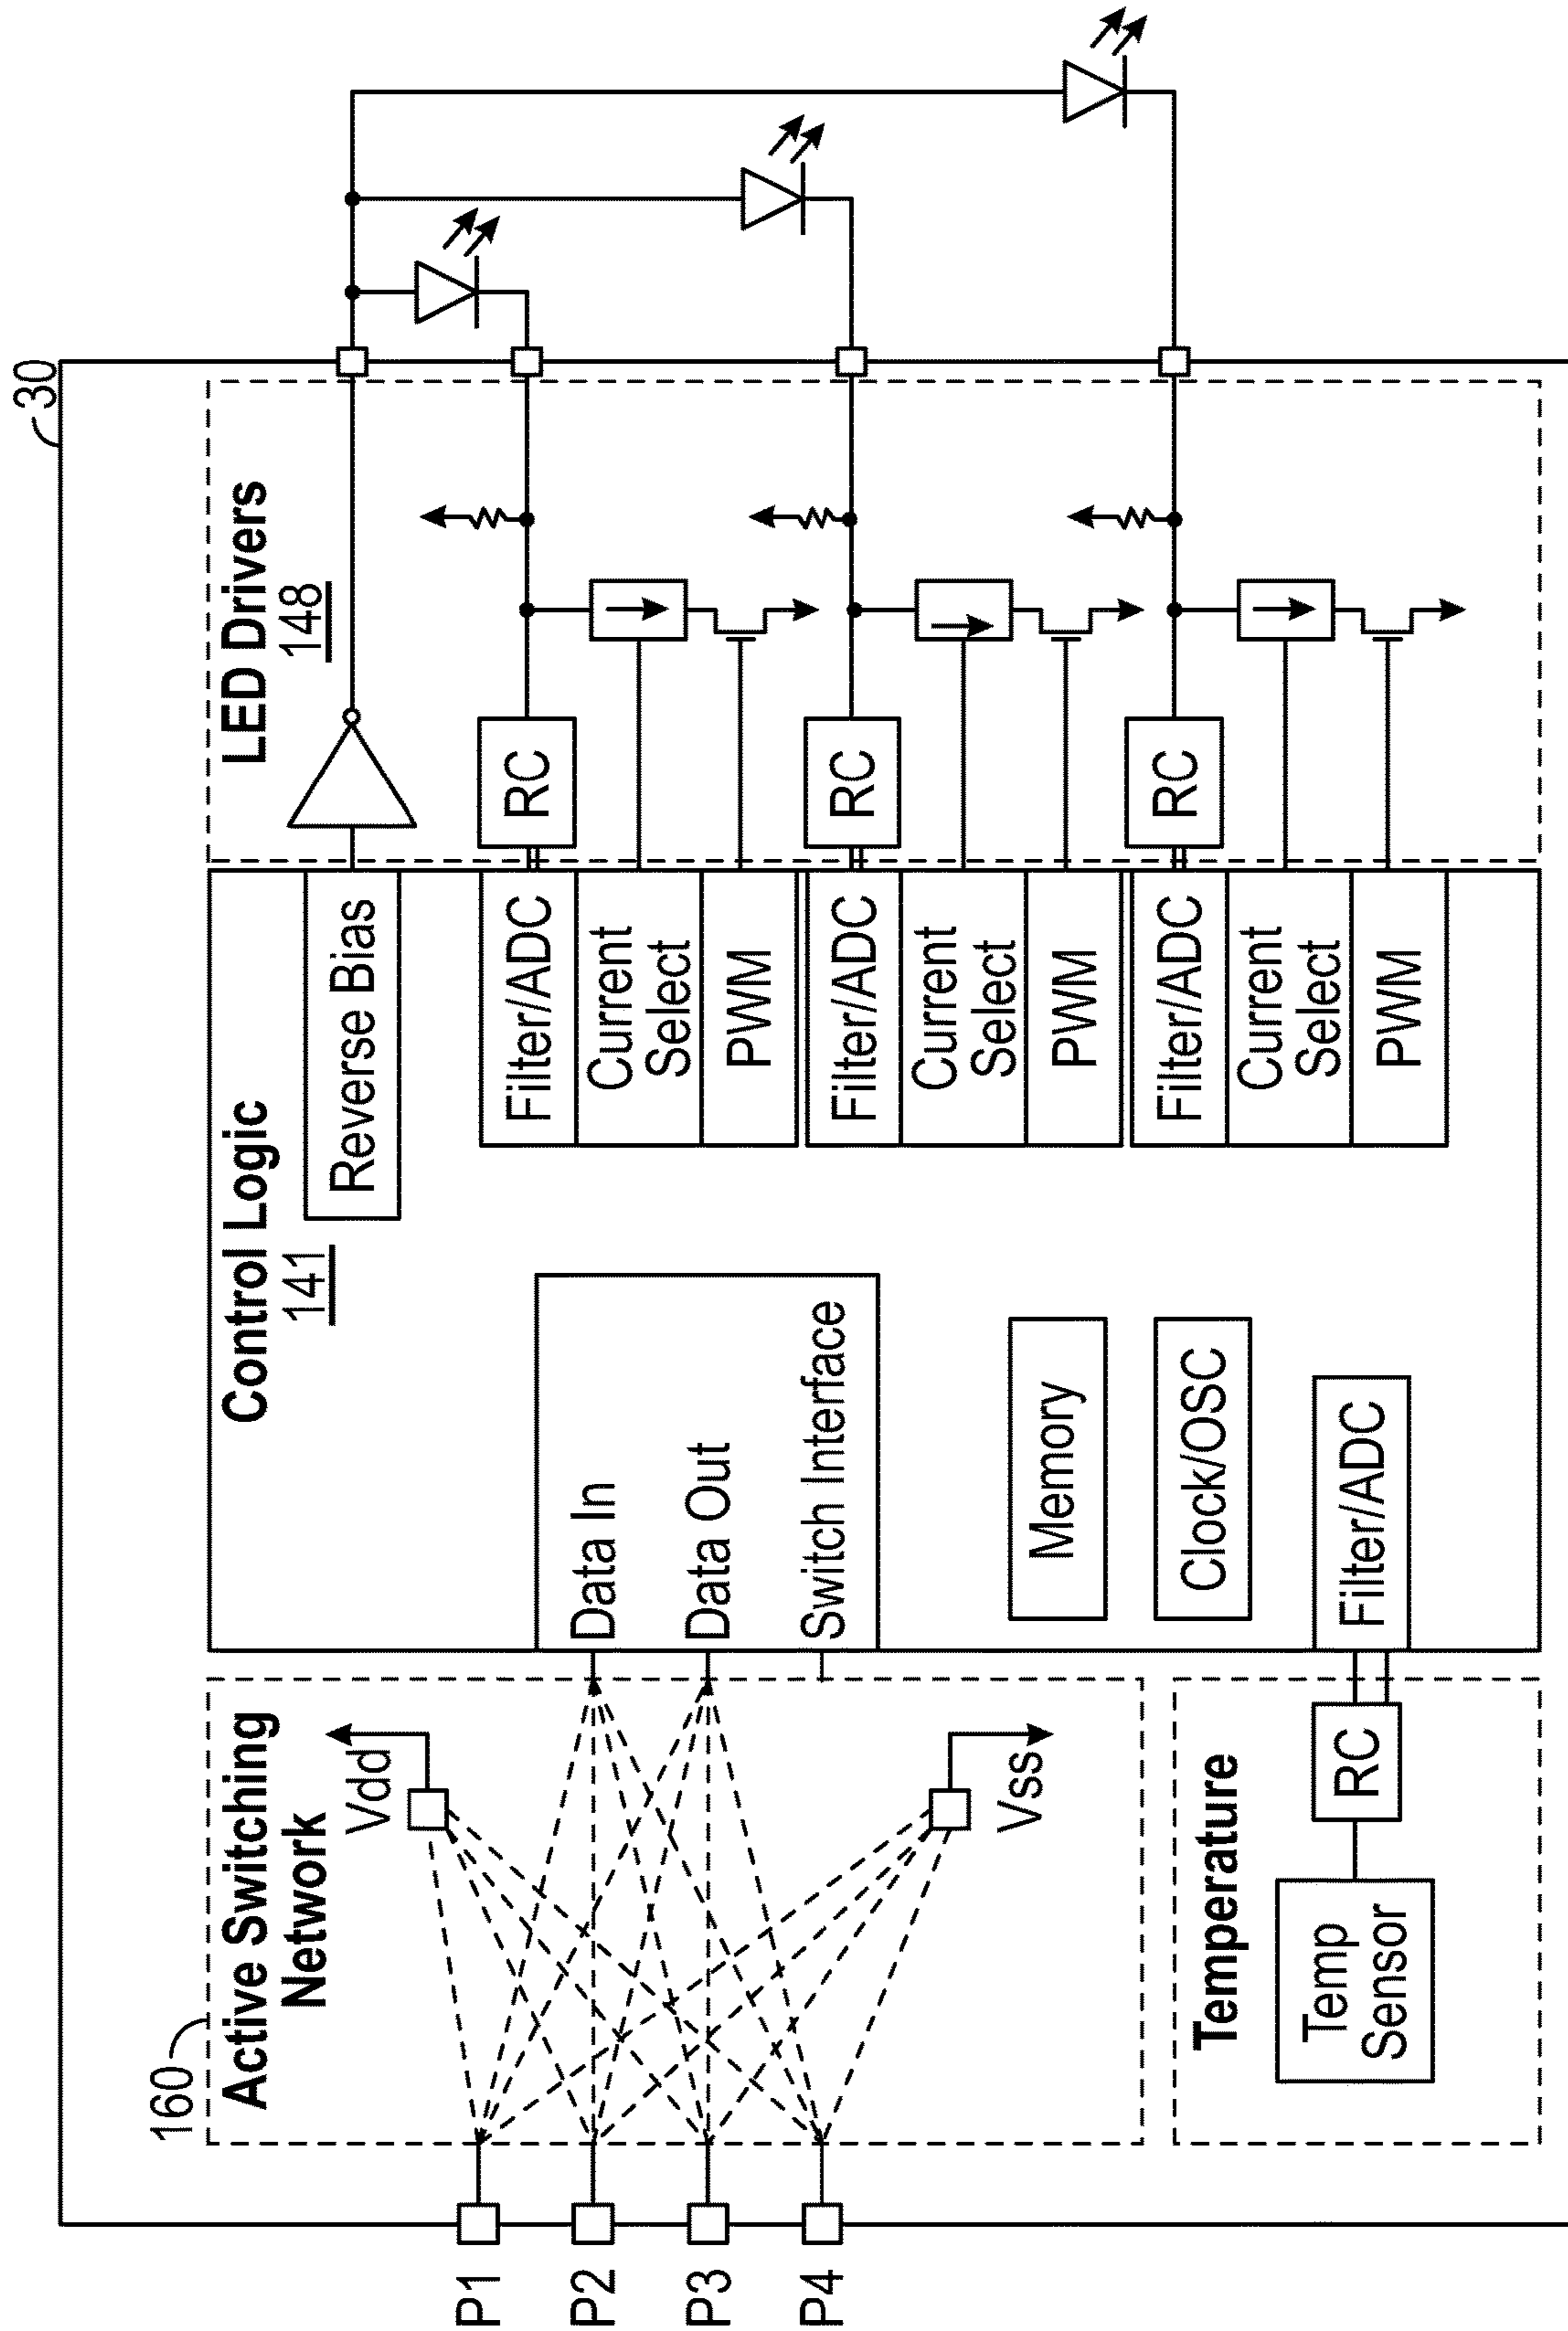 30
160
Active Switching
Network
Vdd
Vss
P1
P2
P3
P4
Temperature
Temp
Sensor
RC
Control Logic
141
Data In
Data Out
Switch Interface
Memory
Clock/OSC
Filter/ADC
Reverse Bias
Filter/ADC
Current
Select
PWM
Filter/ADC
Current
Select
PWM
Filter/ADC
Current
Select
PWM
LED Drivers
148
RC
RC
RC